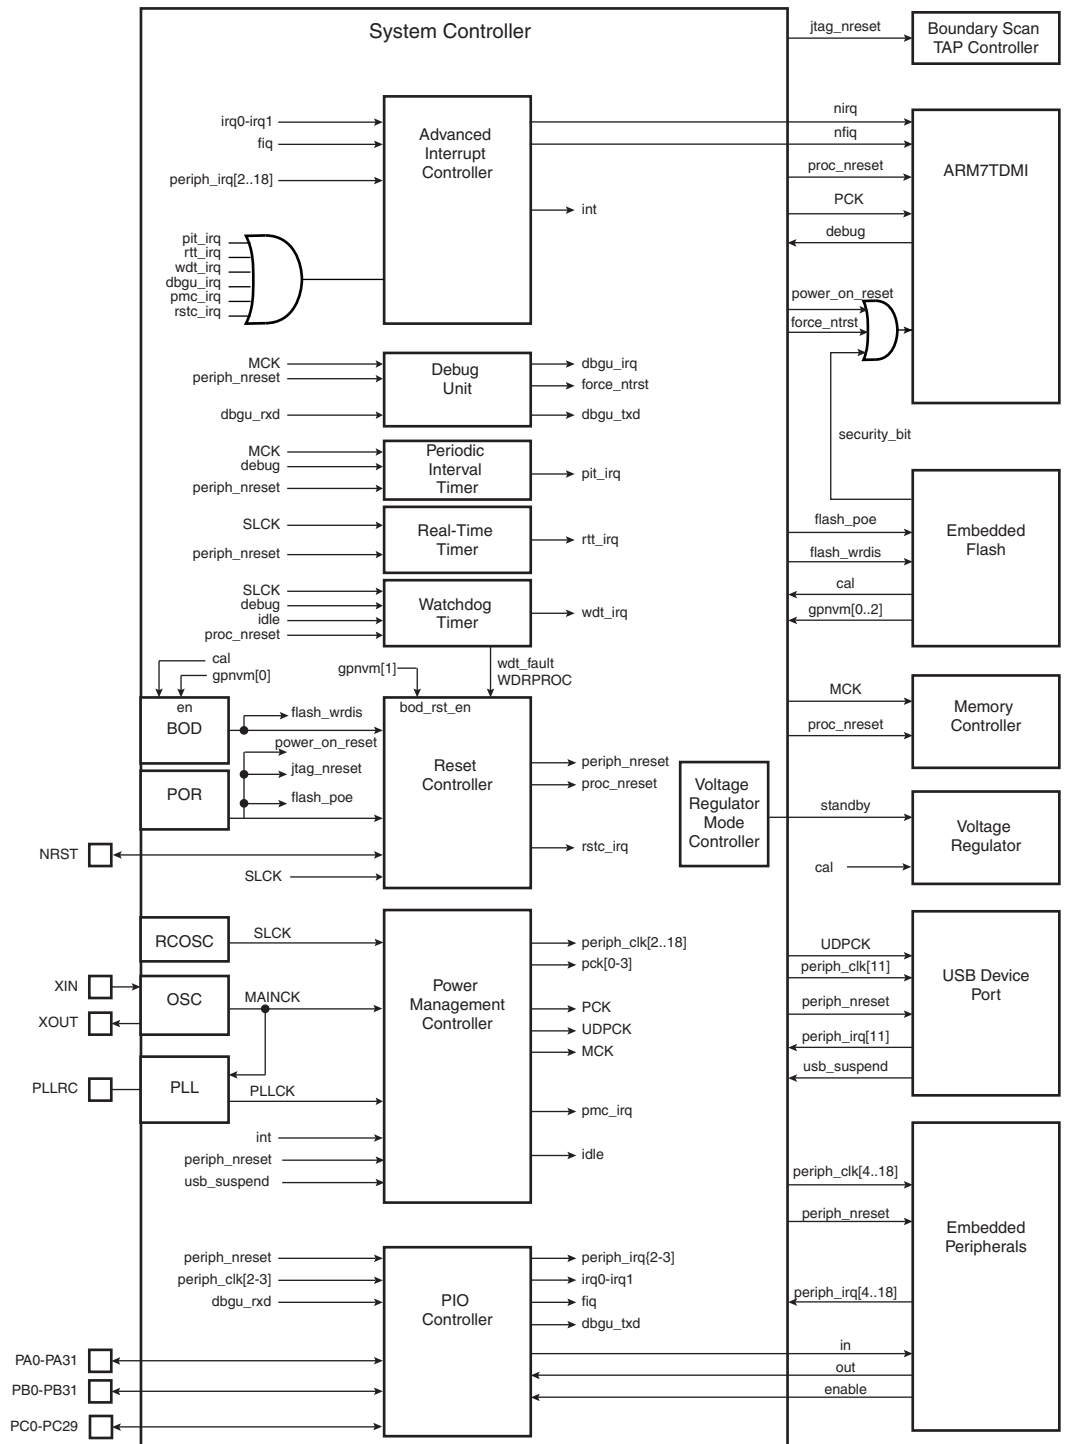 System Controller
jtag_nreset
Boundary Scan
TAP Controller
irq0-irq1
fiq
periph_irq[2..18]
Advanced
Interrupt
Controller
int
nirq
nfiq
proc_nreset
PCK
debug
ARM7TDMI
pit_irq
rtt_irq
wdt_irq
dbgu_irq
pmc_irq
rstc_irq
power_on_reset
force_ntrst
security_bit
MCK
periph_nreset
dbgu_rxd
Debug
Unit
dbgu_irq
force_ntrst
dbgu_txd
MCK
debug
periph_nreset
Periodic
Interval
Timer
pit_irq
SLCK
periph_nreset
Real-Time
Timer
rtt_irq
flash_poe
flash_wrdis
cal
gpnvm[0..2]
Embedded
Flash
SLCK
debug
idle
proc_nreset
Watchdog
Timer
wdt_irq
cal
gpnvm[0]
gpnvm[1]
wdt_fault
WDRPROC
en
BOD
flash_wrdis
power_on_reset
jtag_nreset
flash_poe
POR
bod_rst_en
Reset
Controller
periph_nreset
proc_nreset
rstc_irq
NRST
SLCK
MCK
proc_nreset
Memory
Controller
Voltage
Regulator
Mode
Controller
standby
cal
Voltage
Regulator
RCOSC
SLCK
XIN
OSC
MAINCK
XOUT
PLLRC
PLL
PLLCK
int
periph_nreset
usb_suspend
Power
Management
Controller
periph_clk[2..18]
pck[0-3]
PCK
UDPCK
MCK
pmc_irq
idle
UDPCK
periph_clk[11]
periph_nreset
periph_irq[11]
usb_suspend
USB Device
Port
periph_nreset
periph_clk[2-3]
dbgu_rxd
PA0-PA31
PB0-PB31
PC0-PC29
PIO
Controller
periph_irq{2-3]
irq0-irq1
fiq
dbgu_txd
periph_clk[4..18]
periph_nreset
periph_irq[4..18]
in
out
enable
Embedded
Peripherals